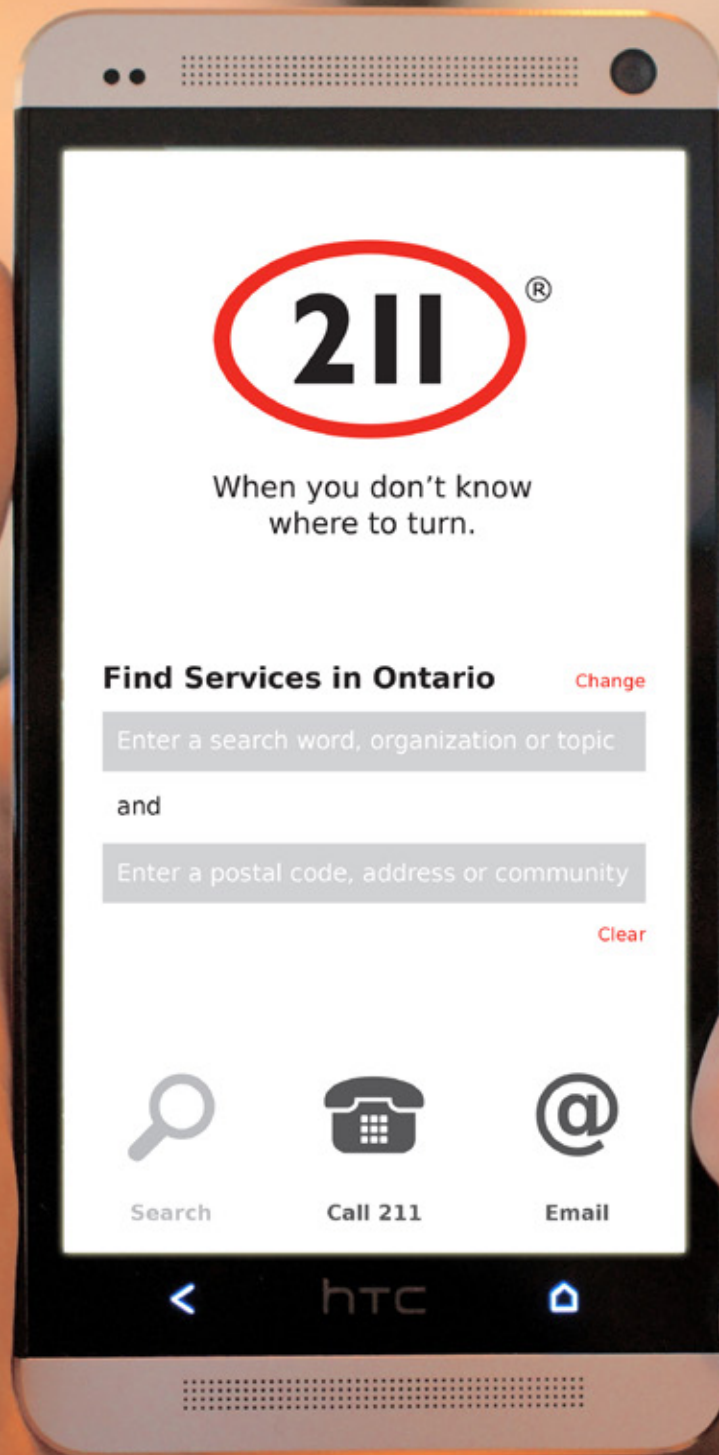 211®
When you don't know
where to turn.
Find Services in Ontario Change
Enter a search word, organization or topic
and
Enter a postal code, address or community
Clear
@
Search Call 211 Email
hTC